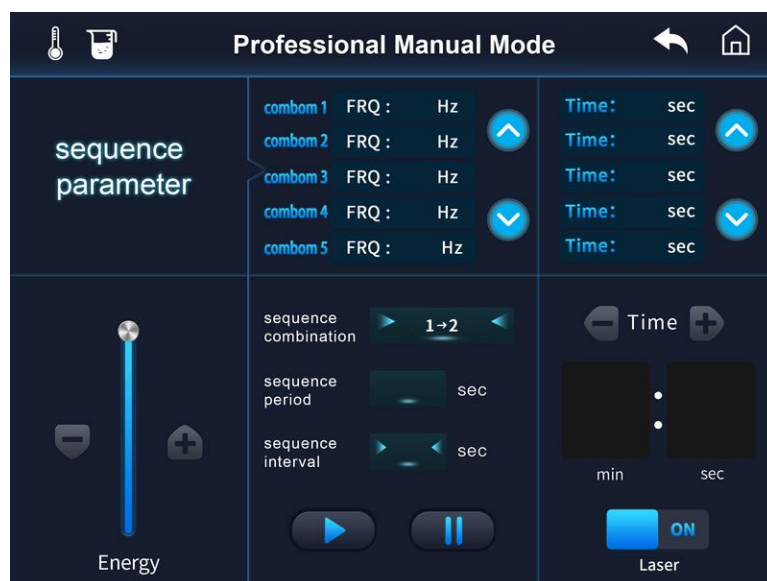 Professional Manual Mode
sequence
parameter
combom 1 FRQ : Hz
combom 2 FRQ : Hz
combom 3 FRQ : Hz
combom 4 FRQ : Hz
combom 5 FRQ : Hz
Time: sec
Time: sec
Time: sec
Time: sec
Time: sec
Energy
sequence
combination
1→2
sequence
period
sec
sequence
interval
sec
Time
min sec
ON
Laser